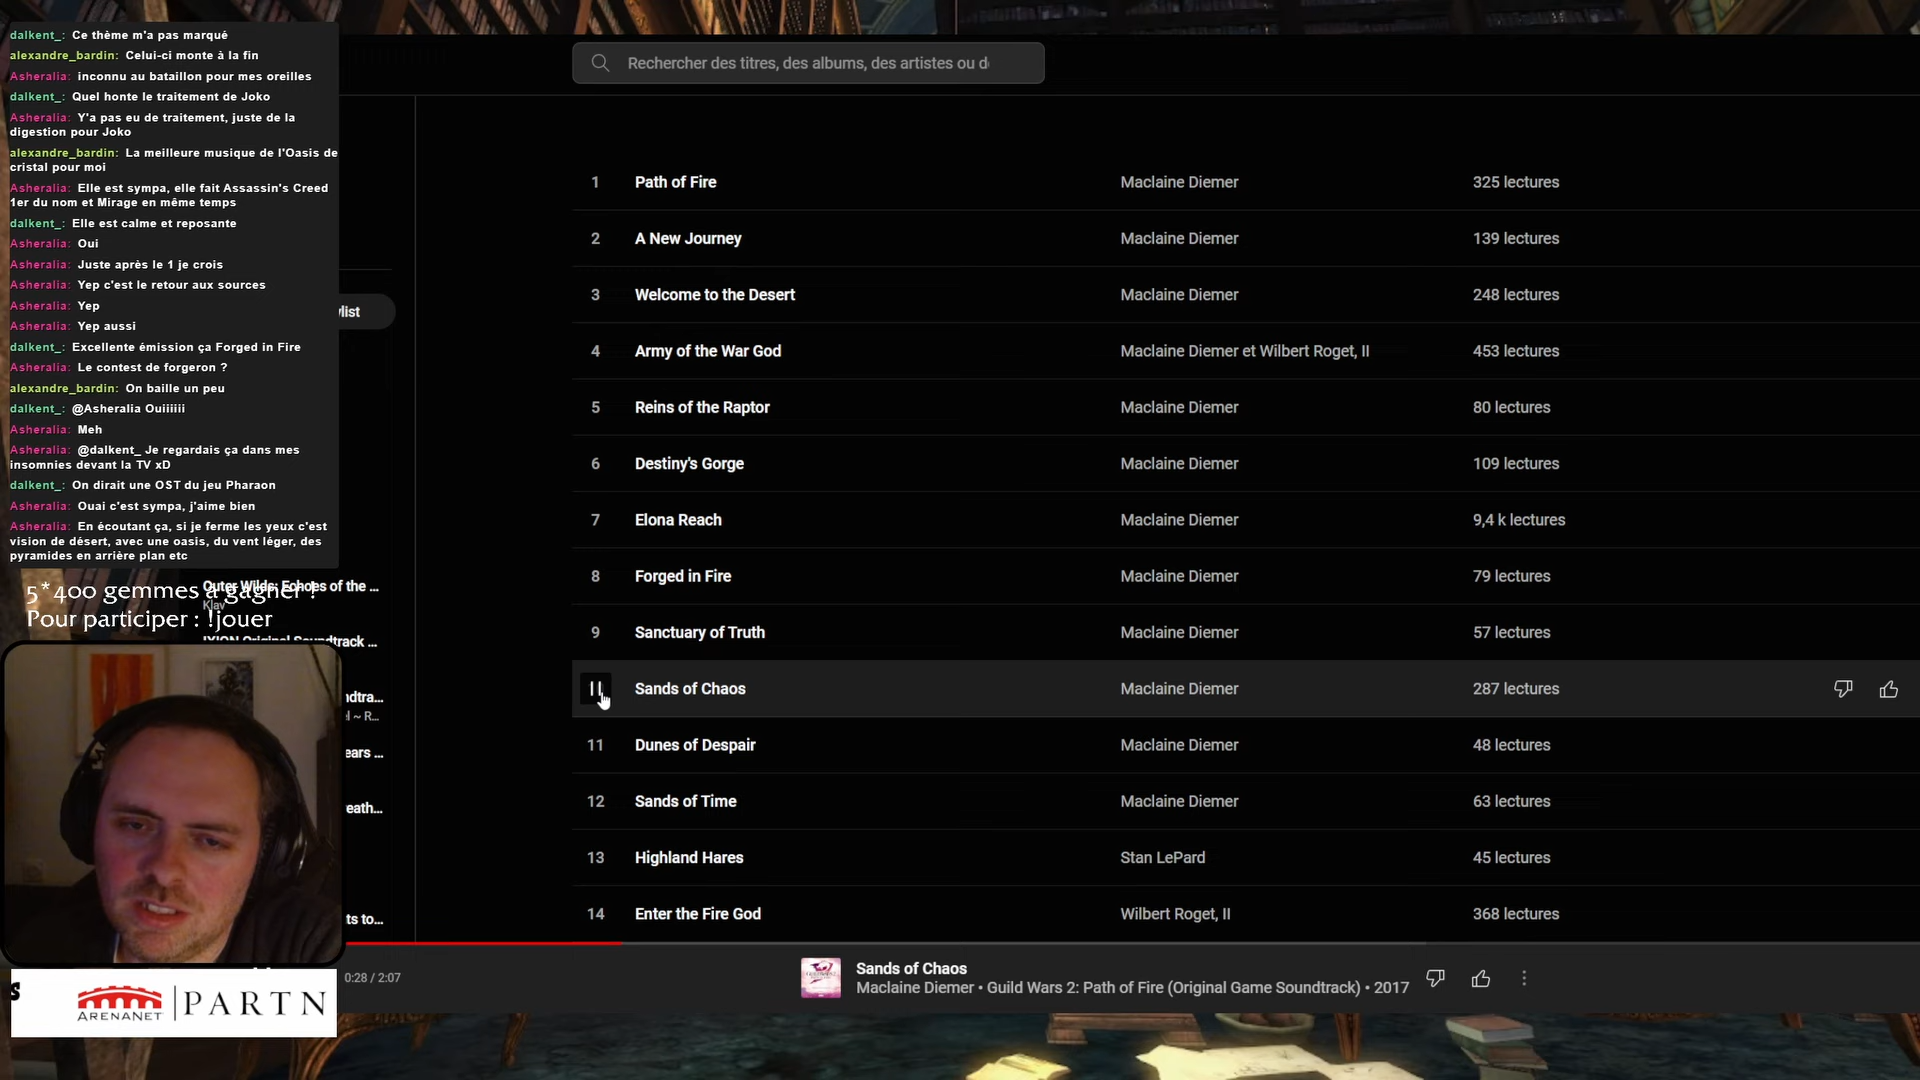 dalkent_: Ce thème m'a pas marqué
alexandre_bardin: Celui-ci monte à la fin
Asheralia: inconnu au bataillon pour mes oreilles
dalkent_: Quel honte le traitement de Joko
Asheralia: Y'a pas eu de traitement, juste de la
digestion pour Joko
alexandre_bardin: La meilleure musique de l'Oasis de
cristal pour moi
Asheralia: Elle est sympa, elle fait Assassin's Creed
1er du nom et Mirage en même temps
dalkent_: Elle est calme et reposante
Asheralia: Oui
Asheralia: Juste après le 1 je crois
Asheralia: Yep c'est le retour aux sources
Asheralia: Yep
Asheralia: Yep aussi
dalkent_: Excellente émission ça Forged in Fire
Asheralia: Le contest de forgeron ?
alexandre_bardin: On baille un peu
dalkent_: @Asheralia Ouiiiiii
Asheralia: Meh
Asheralia: @dalkent_ Je regardais ça dans mes
insomnies devant la TV xD
dalkent_: On dirait une OST du jeu Pharaon
Asheralia: Ouai c'est sympa, j'aime bien
Asheralia: En écoutant ça, si je ferme les yeux c'est
vision de désert, avec une oasis, du vent léger, des
pyramides en arrière plan etc
5*400 gemmes à gagner !
Pour participer : !jouer
Outer Wilds: Echoes of the ...
Klav
IXION Original Soundtrack ...
ndtra...
l ~ R...
ears ...
eath...
ts to...
ylist
ARENANET | PARTN
Rechercher des titres, des albums, des artistes ou d
1 Path of Fire Maclaine Diemer 325 lectures
2 A New Journey Maclaine Diemer 139 lectures
3 Welcome to the Desert Maclaine Diemer 248 lectures
4 Army of the War God Maclaine Diemer et Wilbert Roget, II 453 lectures
5 Reins of the Raptor Maclaine Diemer 80 lectures
6 Destiny's Gorge Maclaine Diemer 109 lectures
7 Elona Reach Maclaine Diemer 9,4 k lectures
8 Forged in Fire Maclaine Diemer 79 lectures
9 Sanctuary of Truth Maclaine Diemer 57 lectures
Sands of Chaos Maclaine Diemer 287 lectures
11 Dunes of Despair Maclaine Diemer 48 lectures
12 Sands of Time Maclaine Diemer 63 lectures
13 Highland Hares Stan LePard 45 lectures
14 Enter the Fire God Wilbert Roget, II 368 lectures
0:28 / 2:07
Sands of Chaos
Maclaine Diemer • Guild Wars 2: Path of Fire (Original Game Soundtrack) • 2017